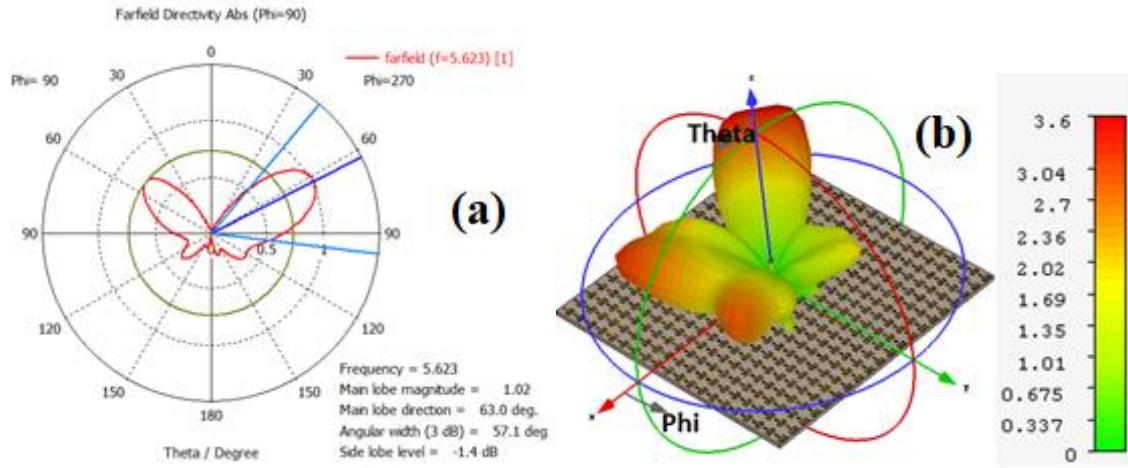 Farfield Directivity Abs (Phi=90)
farfield (f=5.623) [1]
Phi= 90
30
0
30
Phi=270
60
60
90
0.5
1
90
120
120
150
180
150
Theta / Degree
Frequency = 5.623
Main lobe magnitude = 1.02
Main lobe direction = 63.0 deg.
Angular width (3 dB) = 57.1 deg
Side lobe level = -1.4 dB
(a)
z
Theta
(b)
x
Phi
y
3.6
3.04
2.7
2.36
2.02
1.69
1.35
1.01
0.675
0.337
0